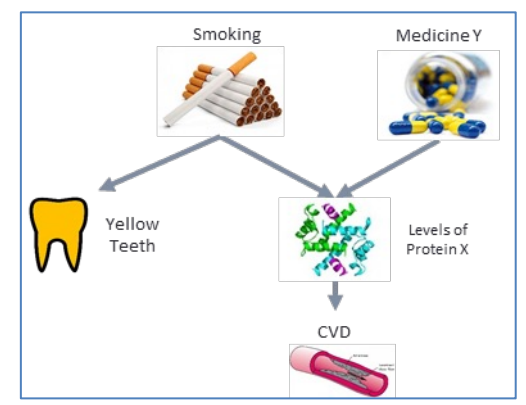 Smoking
Medicine Y
Yellow
Teeth
Levels of
Protein X
CVD